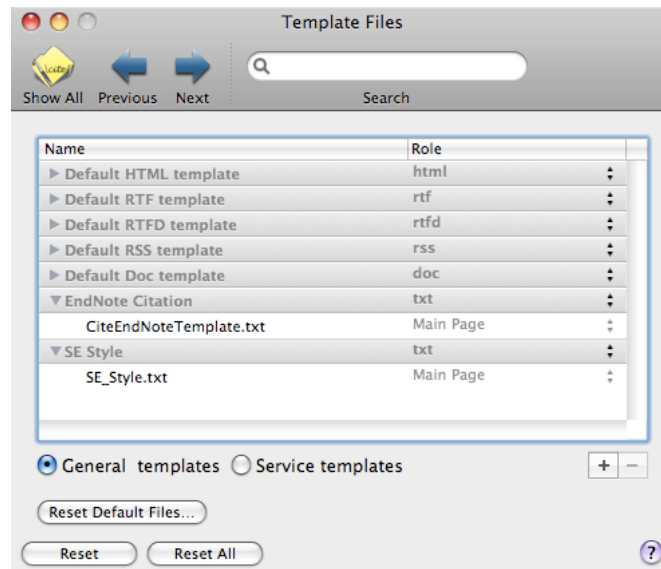 Template Files
\cite{}
Show All Previous Next Search
Name Role
Default HTML template html
Default RTF template rtf
Default RTFD template rtfd
Default RSS template rss
Default Doc template doc
EndNote Citation txt
CiteEndNoteTemplate.txt Main Page
SE Style txt
SE_Style.txt Main Page
General templates Service templates + −
Reset Default Files...
Reset Reset All ?